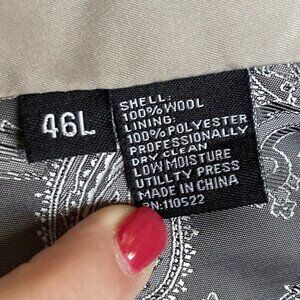 46L
SHELL:
100% WOOL
LINING:
100% POLYESTER
PROFESSIONALLY
DRY CLEAN
LOW MOISTURE
UTILITY PRESS
MADE IN CHINA
RN:110522